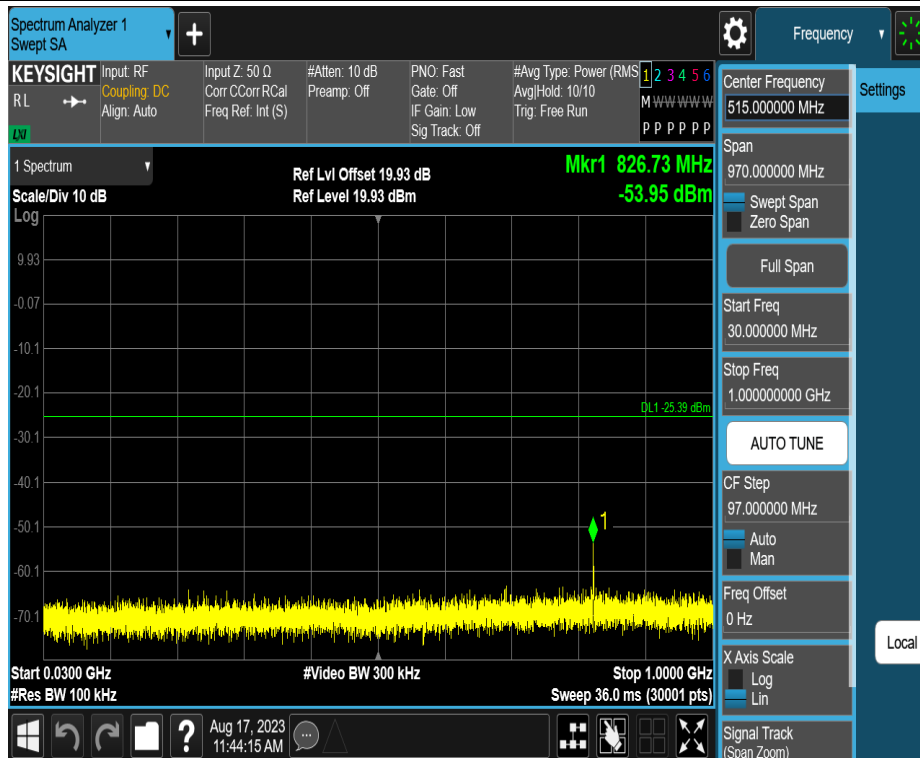 Spectrum Analyzer 1
Swept SA
+
Frequency
KEYSIGHT
RL
LXI
Input: RF
Coupling: DC
Align: Auto
Input Z: 50 Ω
Corr CCorr RCal
Freq Ref: Int (S)
#Atten: 10 dB
Preamp: Off
PNO: Fast
Gate: Off
IF Gain: Low
Sig Track: Off
#Avg Type: Power (RMS
Avg|Hold: 10/10
Trig: Free Run
1 2 3 4 5 6
M W W W W W
P P P P P P
1 Spectrum
Scale/Div 10 dB
Log
Ref Lvl Offset 19.93 dB
Ref Level 19.93 dBm
Mkr1 826.73 MHz
-53.95 dBm
9.93
-0.07
-10.1
-20.1
DL1 -25.39 dBm
-30.1
-40.1
-50.1
1
-60.1
-70.1
Start 0.0300 GHz
#Video BW 300 kHz
Stop 1.0000 GHz
#Res BW 100 kHz
Sweep 36.0 ms (30001 pts)
?
Aug 17, 2023
11:44:15 AM
Center Frequency
515.000000 MHz
Settings
Span
970.000000 MHz
Swept Span
Zero Span
Full Span
Start Freq
30.000000 MHz
Stop Freq
1.000000000 GHz
AUTO TUNE
CF Step
97.000000 MHz
Auto
Man
Freq Offset
0 Hz
Local
X Axis Scale
Log
Lin
Signal Track
(Span Zoom)